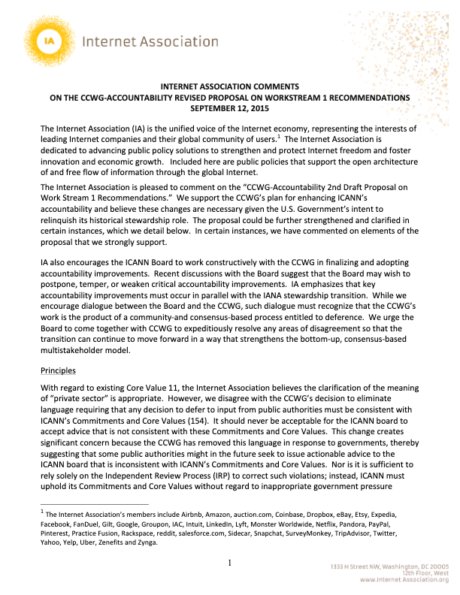 IA
Internet Association
INTERNET ASSOCIATION COMMENTS
ON THE CCWG-ACCOUNTABILITY REVISED PROPOSAL ON WORKSTREAM 1 RECOMMENDATIONS
SEPTEMBER 12, 2015
The Internet Association (IA) is the unified voice of the Internet economy, representing the interests of
leading Internet companies and their global community of users.1 The Internet Association is
dedicated to advancing public policy solutions to strengthen and protect Internet freedom and foster
innovation and economic growth. Included here are public policies that support the open architecture
of and free flow of information through the global Internet.
The Internet Association is pleased to comment on the “CCWG-Accountability 2nd Draft Proposal on
Work Stream 1 Recommendations.” We support the CCWG’s plan for enhancing ICANN’s
accountability and believe these changes are necessary given the U.S. Government’s intent to
relinquish its historical stewardship role. The proposal could be further strengthened and clarified in
certain instances, which we detail below. In certain instances, we have commented on elements of the
proposal that we strongly support.
IA also encourages the ICANN Board to work constructively with the CCWG in finalizing and adopting
accountability improvements. Recent discussions with the Board suggest that the Board may wish to
postpone, temper, or weaken critical accountability improvements. IA emphasizes that key
accountability improvements must occur in parallel with the IANA stewardship transition. While we
encourage dialogue between the Board and the CCWG, such dialogue must recognize that the CCWG’s
work is the product of a community-and consensus-based process entitled to deference. We urge the
Board to come together with CCWG to expeditiously resolve any areas of disagreement so that the
transition can continue to move forward in a way that strengthens the bottom-up, consensus-based
multistakeholder model.
Principles
With regard to existing Core Value 11, the Internet Association believes the clarification of the meaning
of “private sector” is appropriate. However, we disagree with the CCWG’s decision to eliminate
language requiring that any decision to defer to input from public authorities must be consistent with
ICANN’s Commitments and Core Values (154). It should never be acceptable for the ICANN board to
accept advice that is not consistent with these Commitments and Core Values. This change creates
significant concern because the CCWG has removed this language in response to governments, thereby
suggesting that some public authorities might in the future seek to issue actionable advice to the
ICANN board that is inconsistent with ICANN’s Commitments and Core Values. Nor is it sufficient to
rely solely on the Independent Review Process (IRP) to correct such violations; instead, ICANN must
uphold its Commitments and Core Values without regard to inappropriate government pressure
1 The Internet Association’s members include Airbnb, Amazon, auction.com, Coinbase, Dropbox, eBay, Etsy, Expedia,
Facebook, FanDuel, Gilt, Google, Groupon, IAC, Intuit, LinkedIn, Lyft, Monster Worldwide, Netflix, Pandora, PayPal,
Pinterest, Practice Fusion, Rackspace, reddit, salesforce.com, Sidecar, Snapchat, SurveyMonkey, TripAdvisor, Twitter,
Yahoo, Yelp, Uber, Zenefits and Zynga.
1
1333 H Street NW, Washington, DC 20005
12th Floor, West
www.internetassociation.org